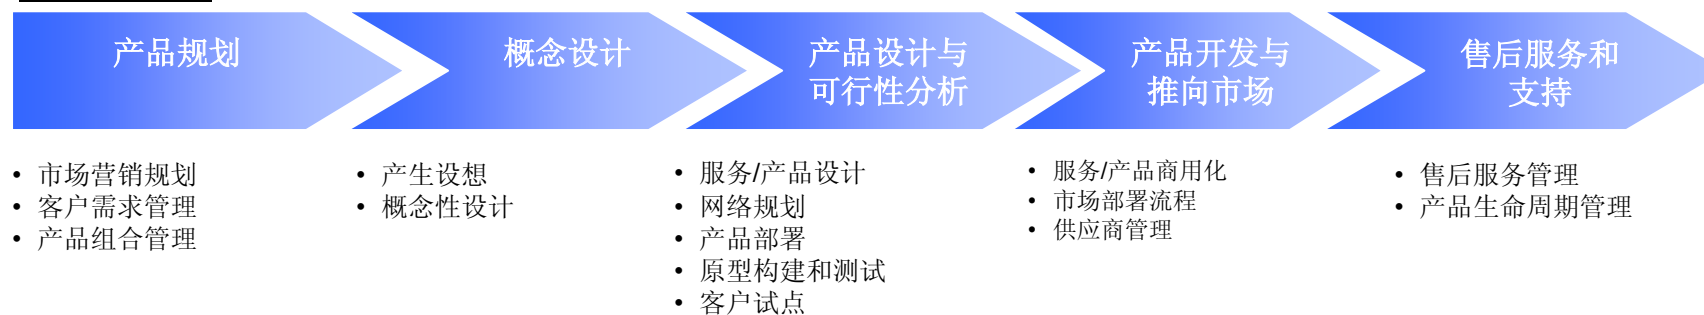 产品规划
概念设计
产品设计与
可行性分析
产品开发与
推向市场
售后服务和
支持
• 市场营销规划
• 客户需求管理
• 产品组合管理
• 产生设想
• 概念性设计
• 服务/产品设计
• 网络规划
• 产品部署
• 原型构建和测试
• 客户试点
• 服务/产品商用化
• 市场部署流程
• 供应商管理
• 售后服务管理
• 产品生命周期管理